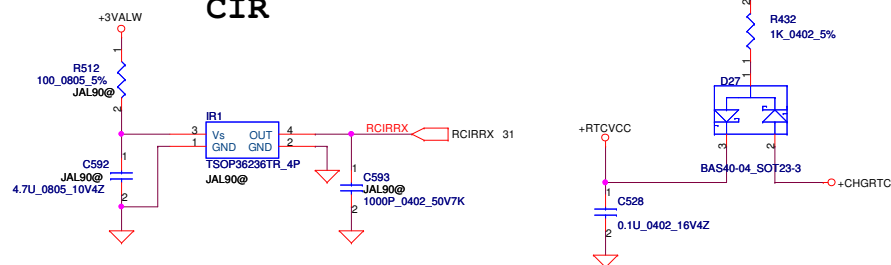 CIR
+3VALW
1
R512
100_0805_5%
JAL90@
2
IR1
3 Vs OUT 4
1 GND GND 2
TSOP36236TR_4P
JAL90@
RCIRRX
RCIRRX 31
1
C592
JAL90@
4.7U_0805_10V4Z
2
1
C593
JAL90@
1000P_0402_50V7K
2
2
R432
1K_0402_5%
1
1
D27
3
2
BAS40-04_SOT23-3
+RTCVCC
+CHGRTC
1
C528
0.1U_0402_16V4Z
2